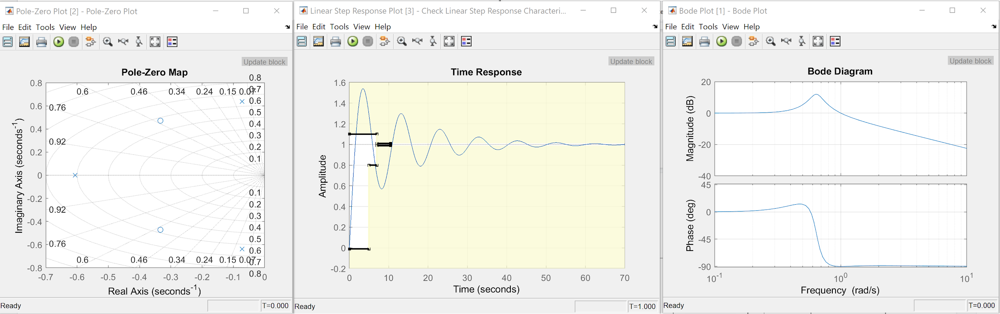 Pole-Zero Plot [2] - Pole-Zero Plot
File Edit Tools View Help
Update block
Pole-Zero Map
0.8
0.6
0.4
0.2
0
-0.2
-0.4
-0.6
-0.8
Imaginary Axis (seconds-1)
0.6 0.46 0.34 0.24 0.15 0.07
0.76
0.92
0.92
0.76
0.6 0.46 0.34 0.24 0.15 0.07
0.8
0.7
0.6
0.5
0.4
0.3
0.2
0.1
0.1
0.2
0.3
0.4
0.5
0.6
0.7
0.8
-0.7 -0.6 -0.5 -0.4 -0.3 -0.2 -0.1 0
Real Axis (seconds-1)
Ready T=0.000
Linear Step Response Plot [3] - Check Linear Step Response Characteri...
File Edit Tools View Help
Update block
Time Response
1.6
1.4
1.2
1
0.8
0.6
0.4
0.2
0
-0.2
Amplitude
0 10 20 30 40 50 60 70
Time (seconds)
Ready T=1.000
Bode Plot [1] - Bode Plot
File Edit Tools View Help
Update block
Bode Diagram
20
0
-20
-40
Magnitude (dB)
45
0
-45
-90
Phase (deg)
10-1 100 101
Frequency (rad/s)
Ready T=0.000